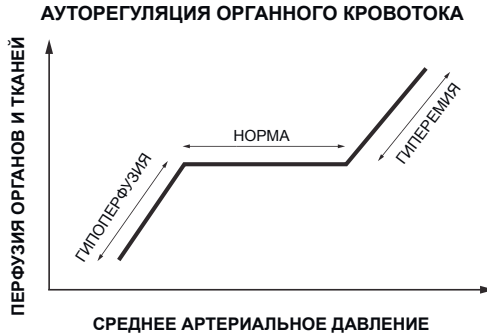 АУТОРЕГУЛЯЦИЯ ОРГАННОГО КРОВОТОКА
ПЕРФУЗИЯ ОРГАНОВ И ТКАНЕЙ
ГИПОПЕРФУЗИЯ
НОРМА
ГИПЕРЕМИЯ
СРЕДНЕЕ АРТЕРИАЛЬНОЕ ДАВЛЕНИЕ